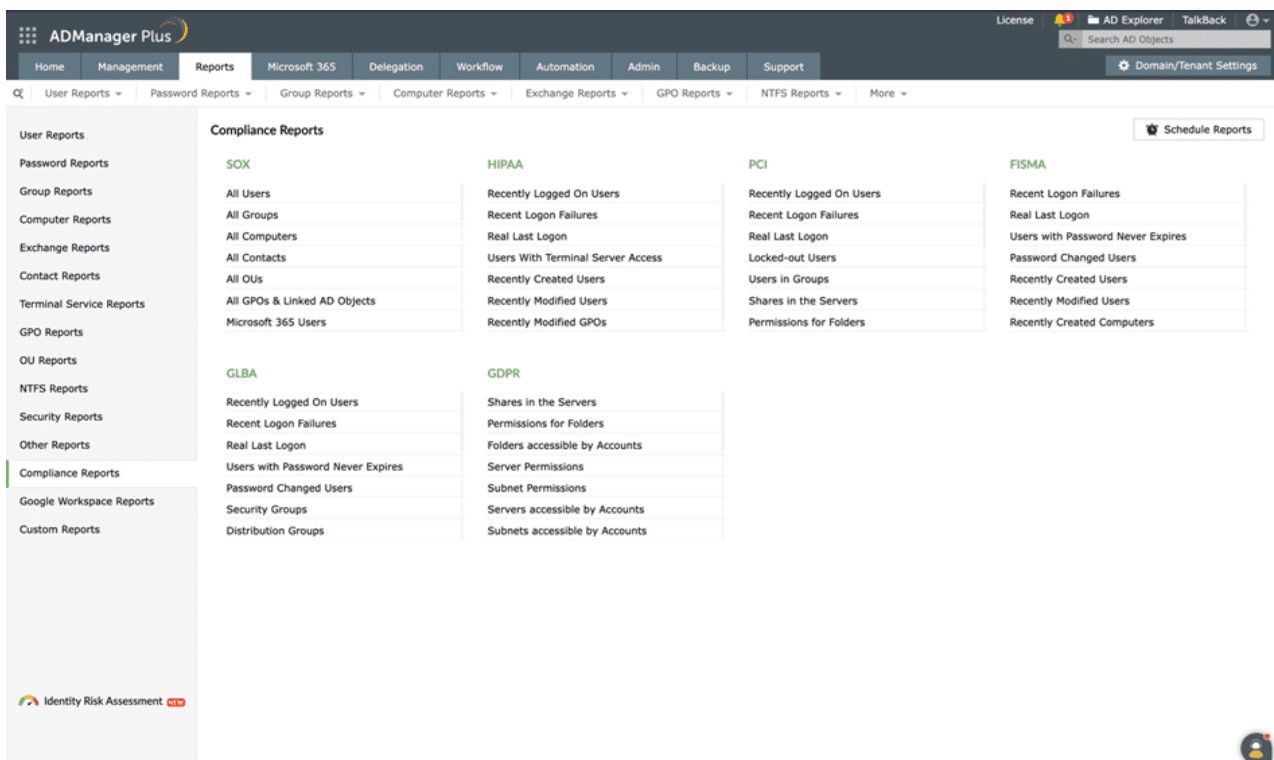 License 1 AD Explorer TalkBack
ADManager Plus
Search AD Objects
Home Management Reports Microsoft 365 Delegation Workflow Automation Admin Backup Support Domain/Tenant Settings
User Reports Password Reports Group Reports Computer Reports Exchange Reports GPO Reports NTFS Reports More
User Reports
Password Reports
Group Reports
Computer Reports
Exchange Reports
Contact Reports
Terminal Service Reports
GPO Reports
OU Reports
NTFS Reports
Security Reports
Other Reports
Compliance Reports
Google Workspace Reports
Custom Reports
Identity Risk Assessment NEW
Compliance Reports
Schedule Reports
SOX
All Users
All Groups
All Computers
All Contacts
All OUs
All GPOs & Linked AD Objects
Microsoft 365 Users
HIPAA
Recently Logged On Users
Recent Logon Failures
Real Last Logon
Users With Terminal Server Access
Recently Created Users
Recently Modified Users
Recently Modified GPOs
PCI
Recently Logged On Users
Recent Logon Failures
Real Last Logon
Locked-out Users
Users in Groups
Shares in the Servers
Permissions for Folders
FISMA
Recent Logon Failures
Real Last Logon
Users with Password Never Expires
Password Changed Users
Recently Created Users
Recently Modified Users
Recently Created Computers
GLBA
Recently Logged On Users
Recent Logon Failures
Real Last Logon
Users with Password Never Expires
Password Changed Users
Security Groups
Distribution Groups
GDPR
Shares in the Servers
Permissions for Folders
Folders accessible by Accounts
Server Permissions
Subnet Permissions
Servers accessible by Accounts
Subnets accessible by Accounts